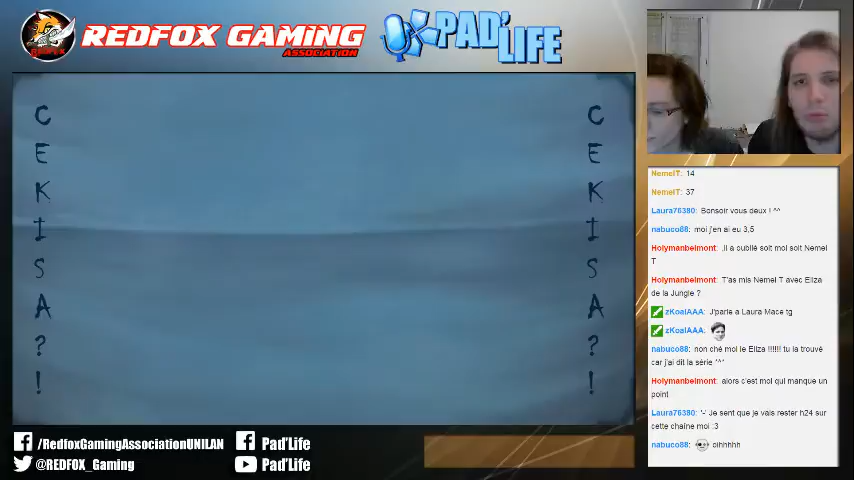 REDFOX GAMING
ASSOCIATION
PAD'LIFE
C
E
K
I
S
A
?
!
C
E
K
I
S
A
?
!
NemelT: 14
NemelT: 37
Laura76380: Bonsoir vous deux ! ^^
nabuco88: moi j'en ai eu 3,5
Holymanbelmont: ,il a oublié soit moi soit Nemel
T
Holymanbelmont: T'as mis Nemel T avec Eliza
de la Jungle ?
zKoalAAA: J'parle a Laura Mace tg
zKoalAAA:
nabuco88: non ché moi le Eliza !!!!!! tu la trouvé
car j'ai dit la série ^^
Holymanbelmont: alors c'est moi qui manque un
point
Laura76380: '-' Je sent que je vais rester h24 sur
cette chaîne moi :3
nabuco88: oihhhhh
/RedfoxGamingAssociationUNILAN
Pad'Life
@REDFOX_Gaming
Pad'Life